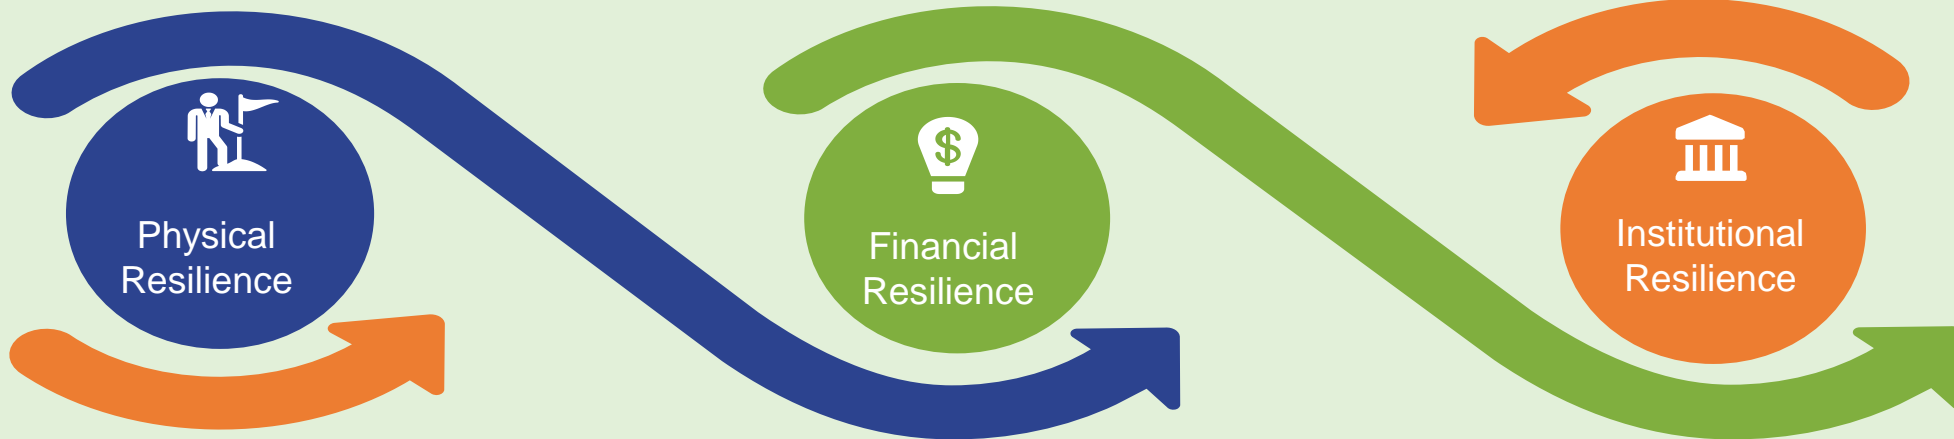 Physical
Resilience
$
Financial
Resilience
Institutional
Resilience